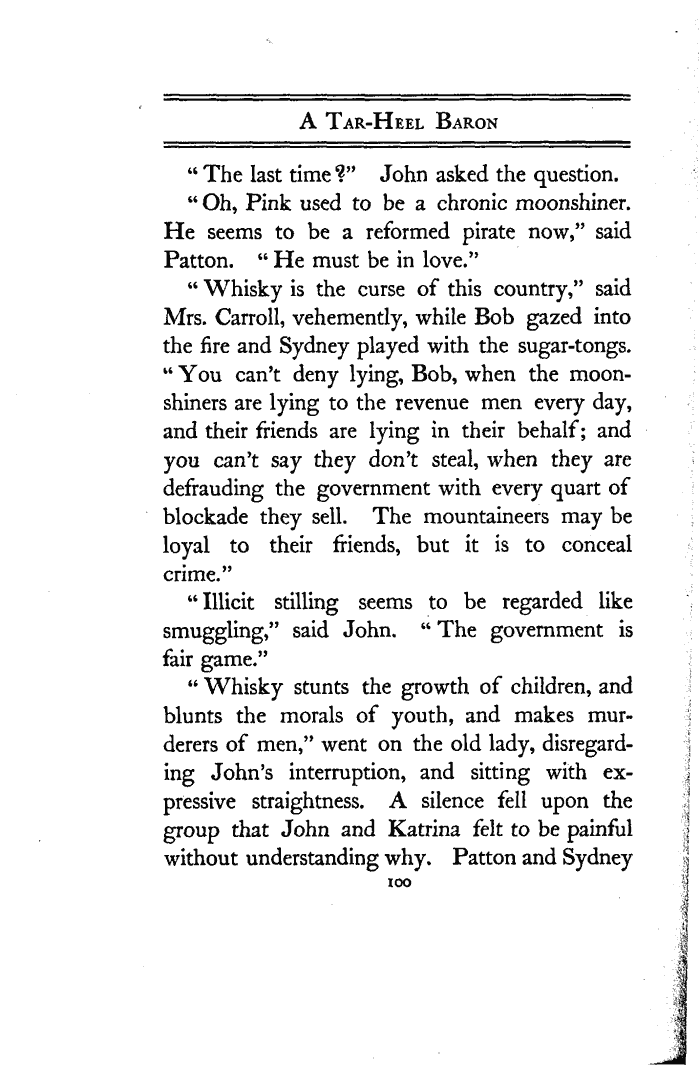 A Tar-Heel Baron
“ The last time?” John asked the question.
“ Oh, Pink used to be a chronic moonshiner.
He seems to be a reformed pirate now,” said
Patton. “ He must be in love.”
“ Whisky is the curse of this country,” said
Mrs. Carroll, vehemently, while Bob gazed into
the fire and Sydney played with the sugar-tongs.
“ You can’t deny lying, Bob, when the moon-
shiners are lying to the revenue men every day,
and their friends are lying in their behalf; and
you can’t say they don’t steal, when they are
defrauding the government with every quart of
blockade they sell. The mountaineers may be
loyal to their friends, but it is to conceal
crime.”
“ Illicit stilling seems to be regarded like
smuggling,” said John. “ The government is
fair game.”
“ Whisky stunts the growth of children, and
blunts the morals of youth, and makes mur-
derers of men,” went on the old lady, disregard-
ing John’s interruption, and sitting with ex-
pressive straightness. A silence fell upon the
group that John and Katrina felt to be painful
without understanding why. Patton and Sydney
100